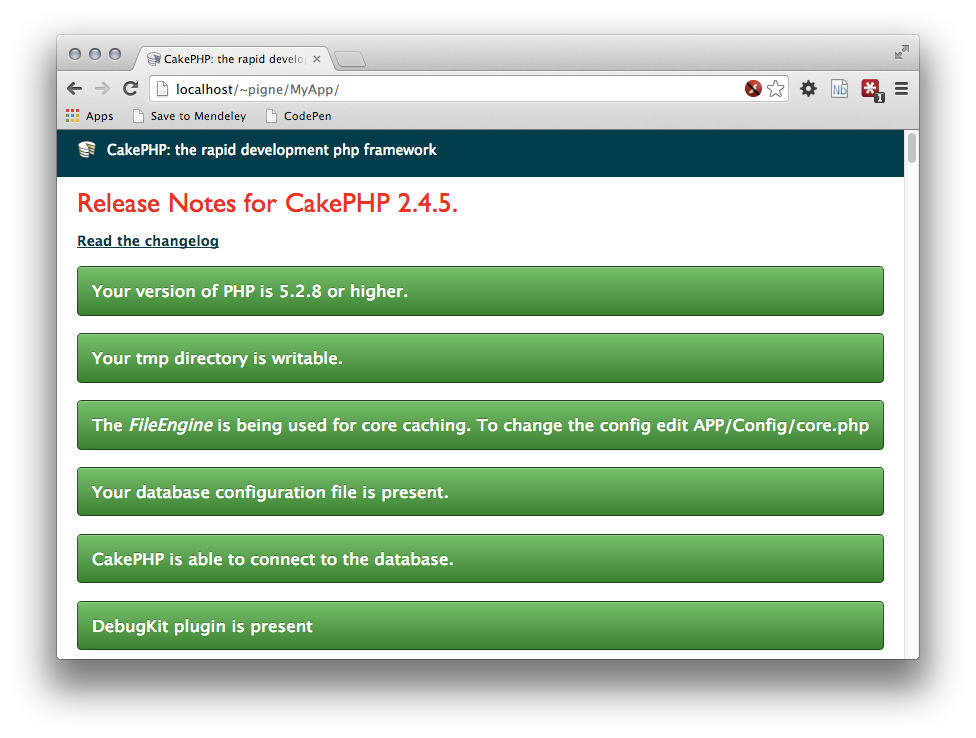 CakePHP: the rapid develo
localhost/~pigne/MyApp/
Nb
1
Apps
Save to Mendeley
CodePen
CakePHP: the rapid development php framework
Release Notes for CakePHP 2.4.5.
Read the changelog
Your version of PHP is 5.2.8 or higher.
Your tmp directory is writable.
The FileEngine is being used for core caching. To change the config edit APP/Config/core.php
Your database configuration file is present.
CakePHP is able to connect to the database.
DebugKit plugin is present